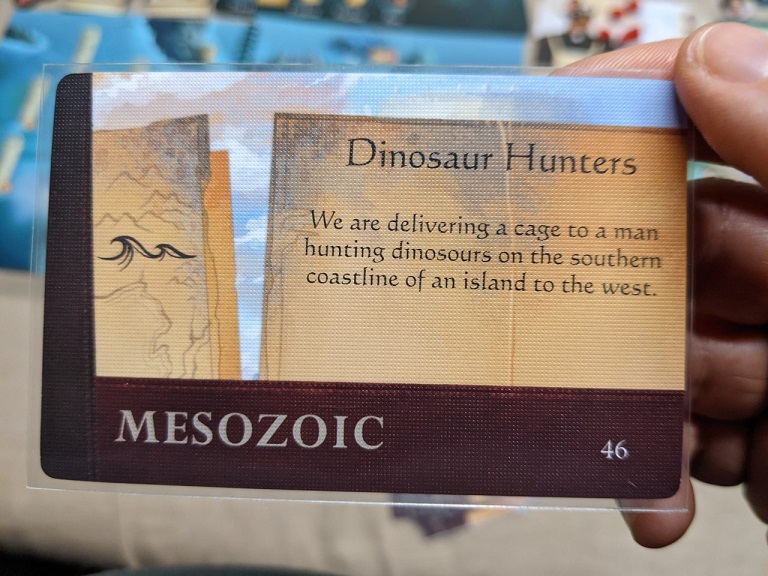 Dinosaur Hunters
We are delivering a cage to a man
hunting dinosours on the southern
coastline of an island to the west.
MESOZOIC
46